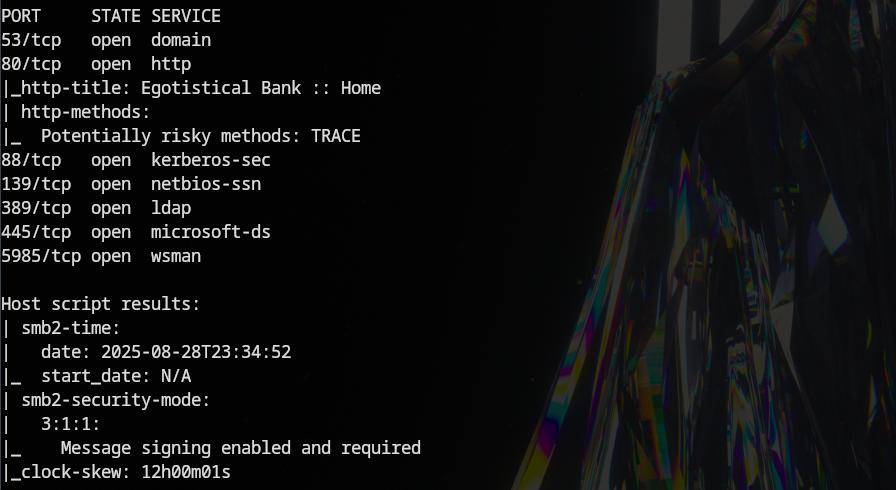 PORT     STATE SERVICE
53/tcp   open  domain
80/tcp   open  http
|_http-title: Egotistical Bank :: Home
| http-methods:
|_  Potentially risky methods: TRACE
88/tcp   open  kerberos-sec
139/tcp  open  netbios-ssn
389/tcp  open  ldap
445/tcp  open  microsoft-ds
5985/tcp open  wsman

Host script results:
| smb2-time:
|   date: 2025-08-28T23:34:52
|_  start_date: N/A
| smb2-security-mode:
|   3:1:1:
|_    Message signing enabled and required
|_clock-skew: 12h00m01s